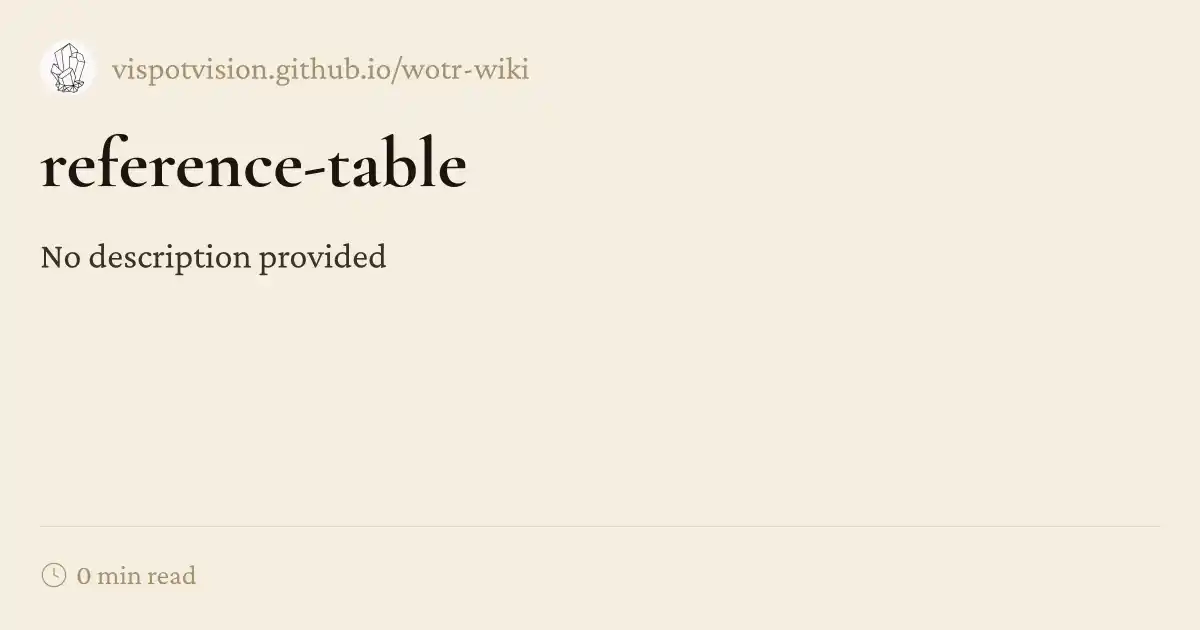 vispotvision.github.io/wotr-wiki
reference-table
No description provided
0 min read